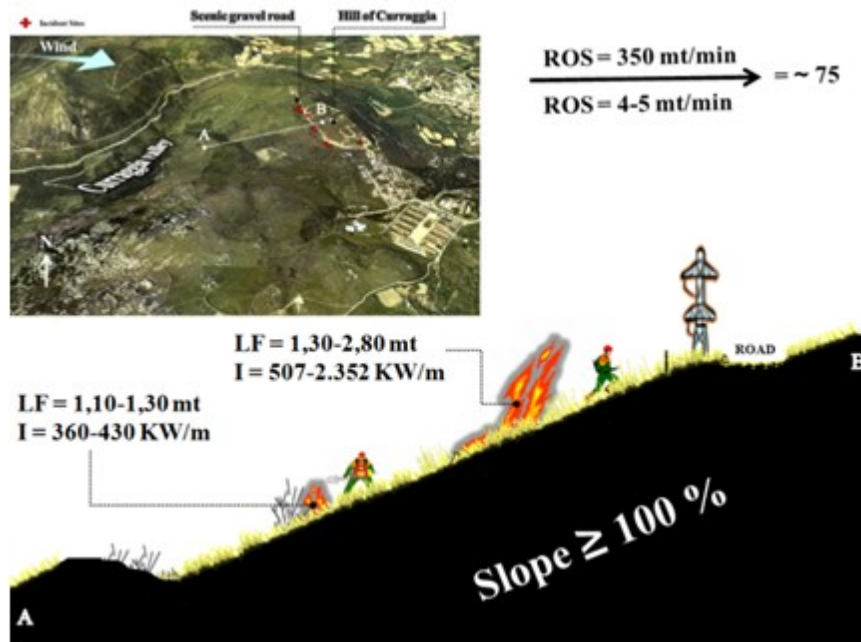 Scenic gravel road
Hill of Curraggia
Incident Sites
Wind
ROS = 350 mt/min
= ~ 75
ROS = 4-5 mt/min
B
A
Curraggia valley
N
LF = 1,30-2,80 mt
I = 507-2.352 KW/m
ROAD
B
LF = 1,10-1,30 mt
I = 360-430 KW/m
Slope ≥ 100 %
A